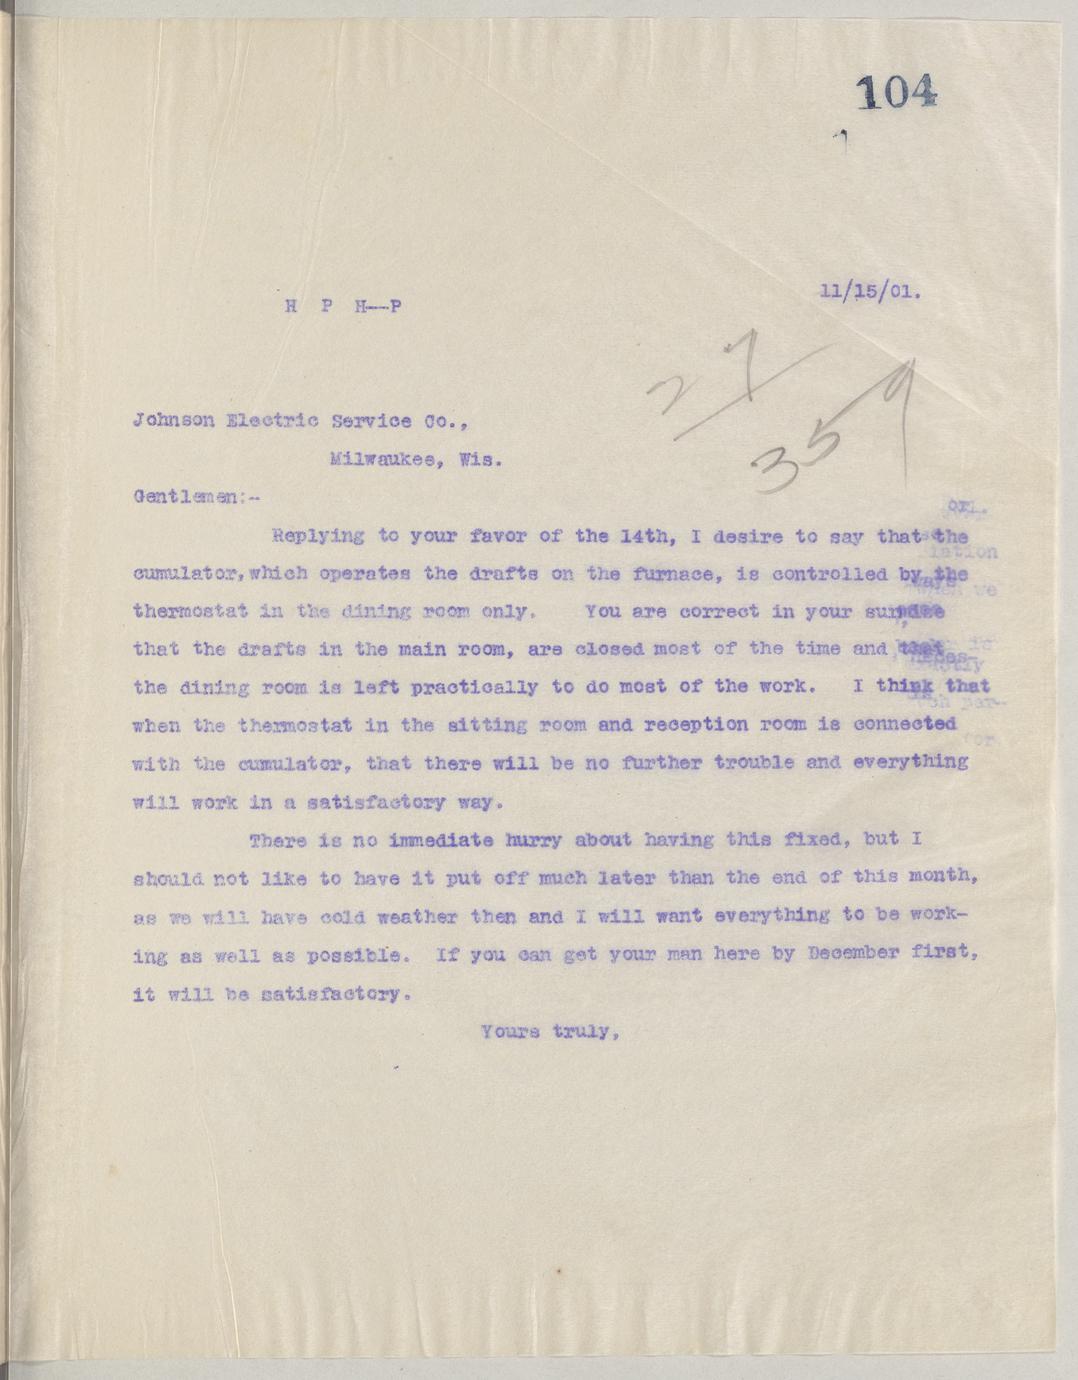 104
11/15/01.
H P H--P
27
359
Johnson Electric Service Co.,
Milwaukee, Wis.
Gentlemen:-
Replying to your favor of the 14th, I desire to say that the
cumulator,which operates the drafts on the furnace, is controlled by the
thermostat in the dining room only. You are correct in your surmise
that the drafts in the main room, are closed most of the time and that
the dining room is left practically to do most of the work. I think that
when the thermostat in the sitting room and reception room is connected
with the cumulator, that there will be no further trouble and everything
will work in a satisfactory way.
There is no immediate hurry about having this fixed, but I
should not like to have it put off much later than the end of this month,
as we will have cold weather then and I will want everything to be work-
ing as well as possible. If you can get your man here by December first,
it will be satisfactory.
Yours truly,